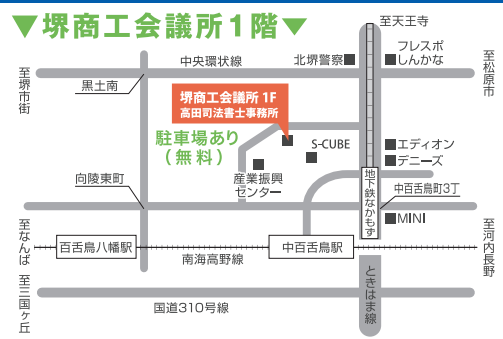 ▼堺商工会議所1階▼
至天王寺
中央環状線
北堺警察
フレスポ
しんかな
至堺市街
黒土南
至松原市
堺商工会議所1F
高田司法書士事務所
駐車場あり
(無料)
S-CUBE
エディオン
デニーズ
産業振興
センター
向陵東町
地下鉄なかもず
中百舌鳥町3丁
MINI
至なんば
百舌鳥八幡駅
南海高野線
中百舌鳥駅
至河内長野
至三国ヶ丘
国道310号線
ときはま線